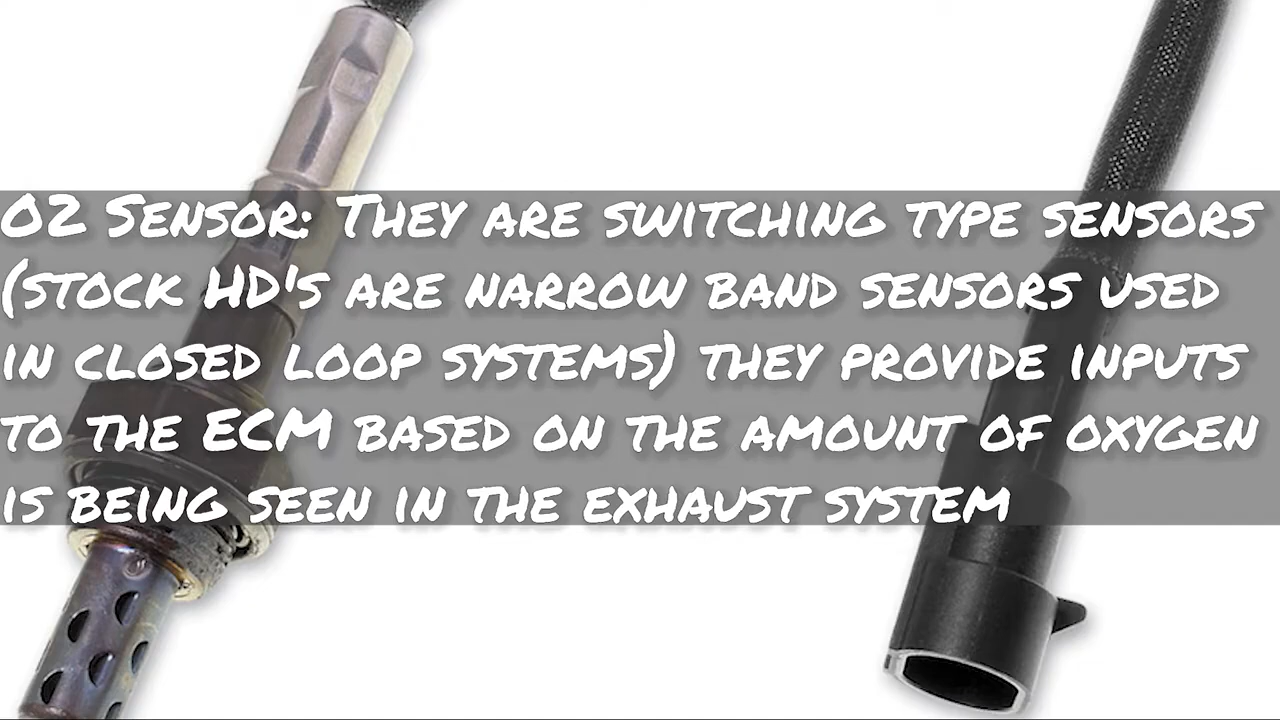 O2 Sensor: They are switching type sensors
(stock HD's are narrow band sensors used
in closed loop systems) they provide inputs
to the ECM based on the amount of oxygen
is being seen in the exhaust system